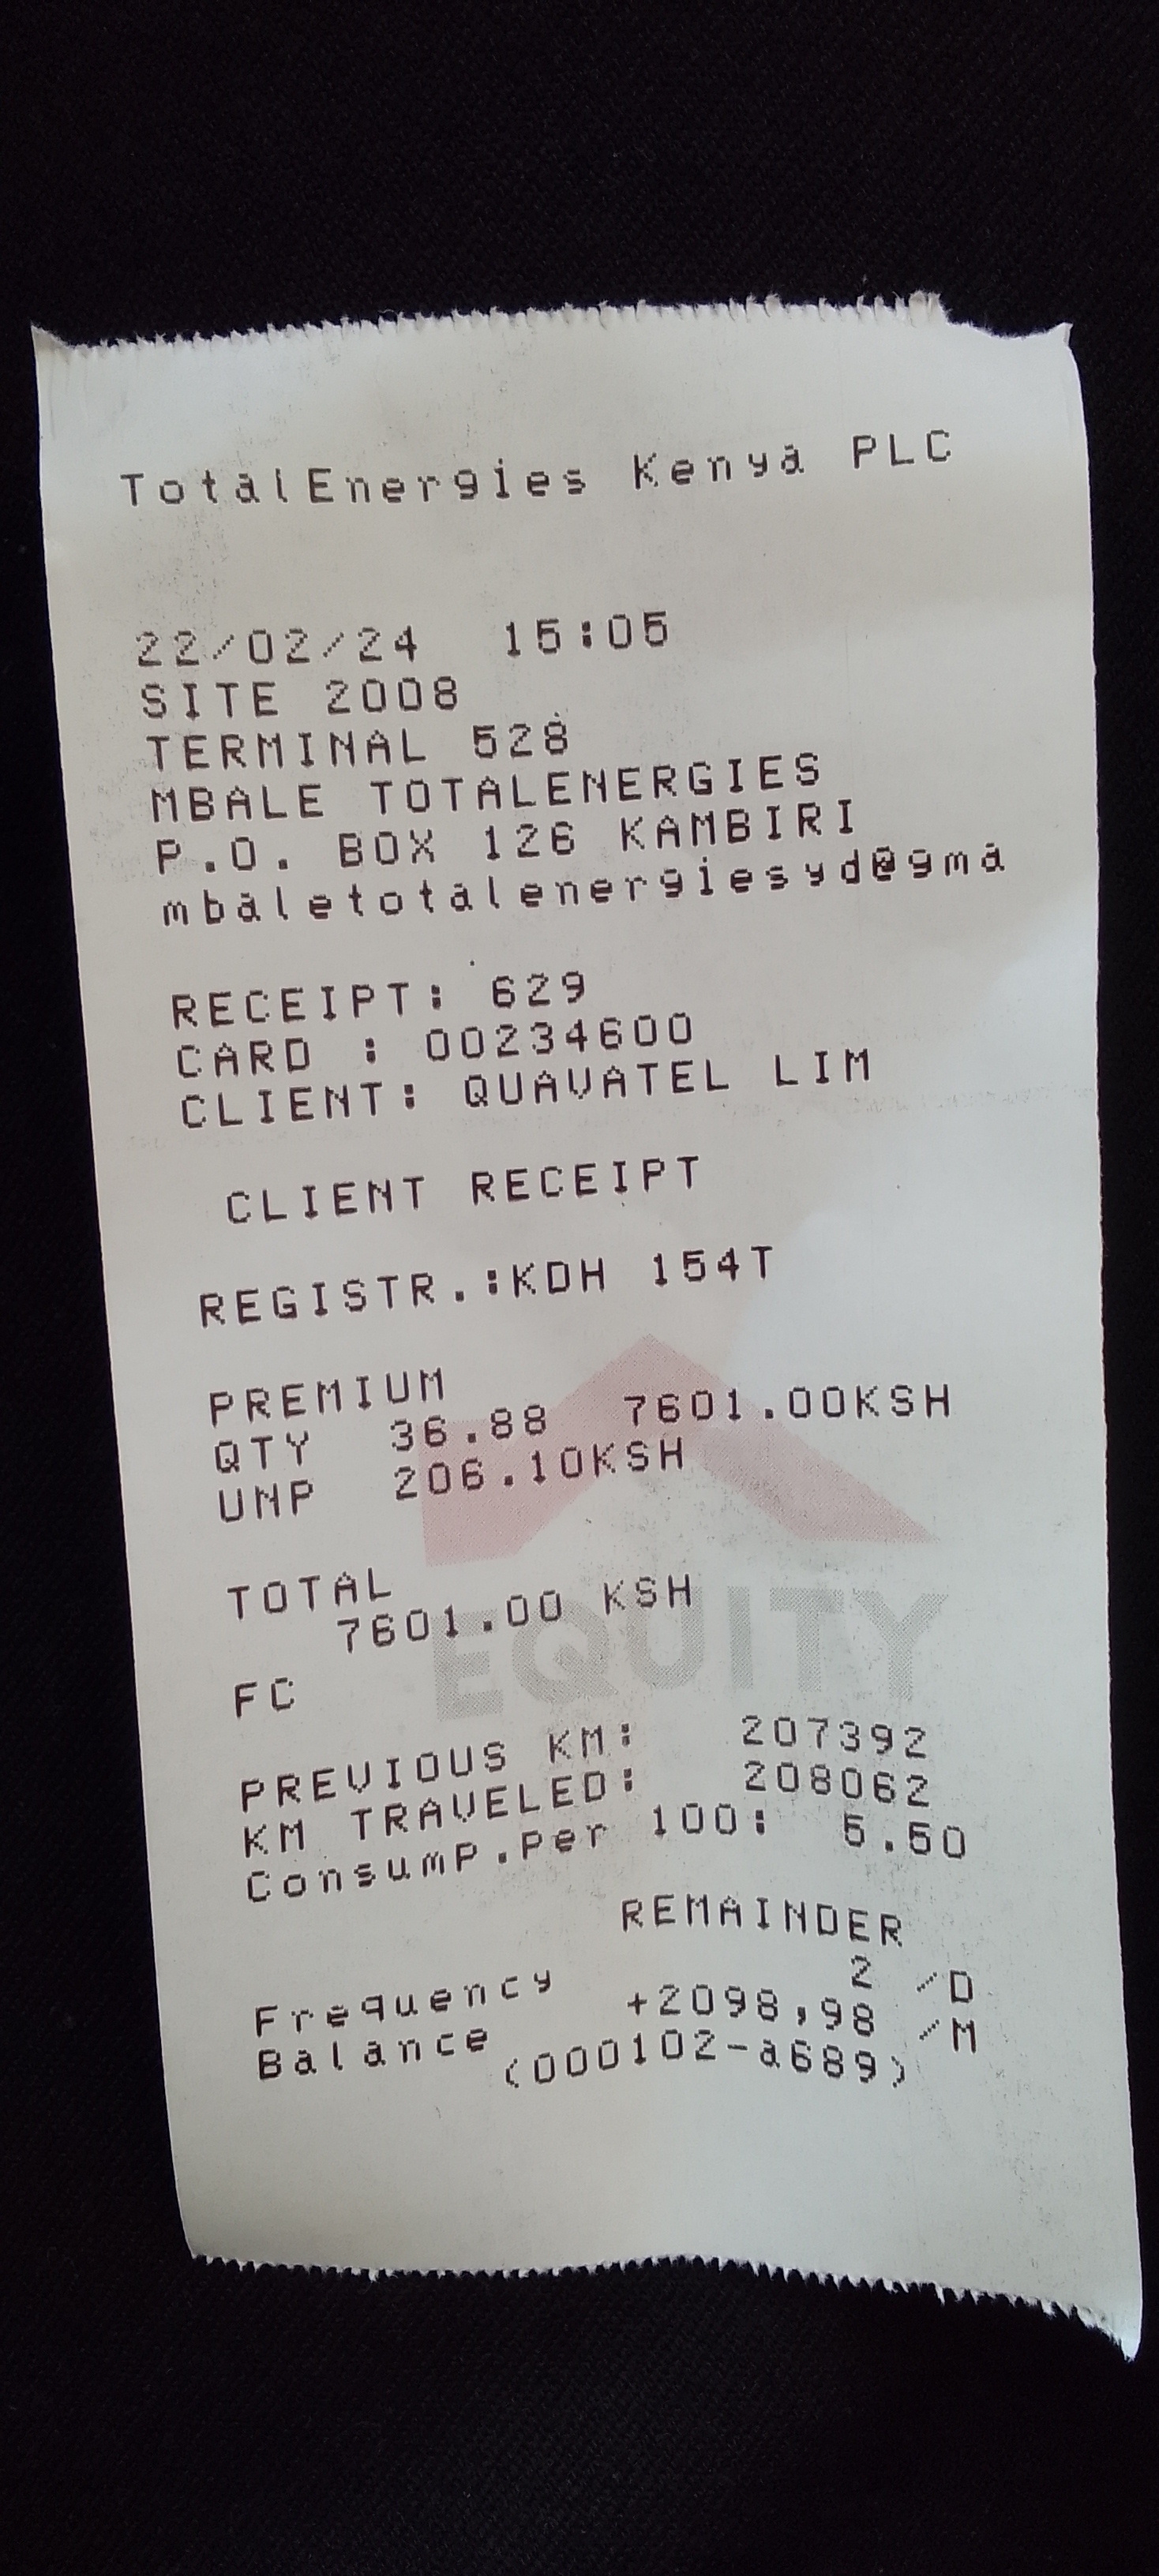 TotalEnergies Kenya PLC
22/02/24 15:05
SITE 2008
TERMINAL 528
MBALE TOTALENERGIES
P.O. BOX 126 KAMBIRI
mbaletotalenergiesyd@gma
RECEIPT: 629
CARD : 00234600
CLIENT: QUAVATEL LIM
CLIENT RECEIPT
REGISTR.:KDH 154T
PREMIUM
QTY 36.88 7601.00KSH
UNP 206.10KSH
TOTAL
7601.00 KSH
EQUITY
FC
PREVIOUS KM: 207392
KM TRAVELED: 208062
Consump.per 100: 5.50
REMAINDER
Frequency 2 /D
Balance +2098,98 /M
(000102-a689)